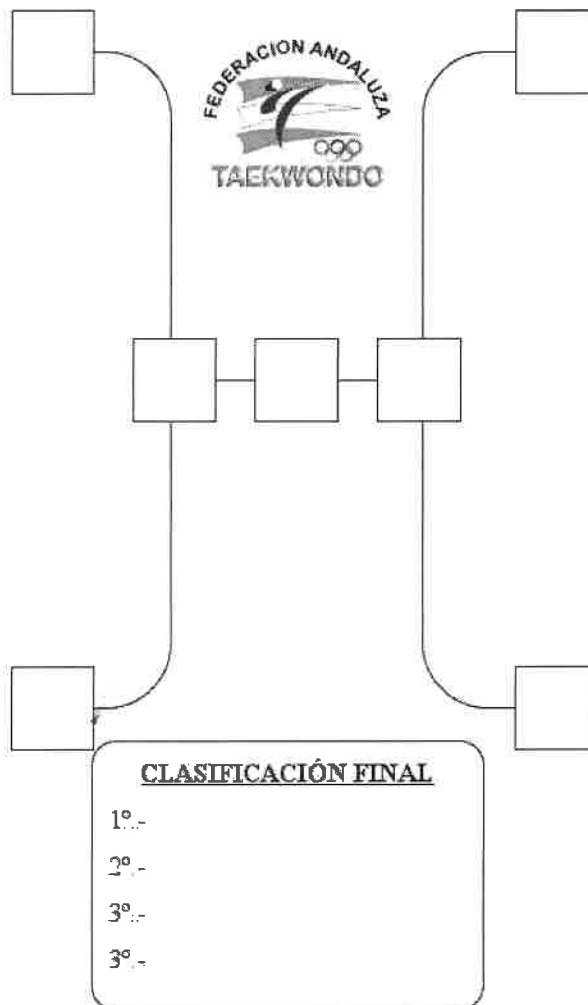 FEDERACION ANDALUZA
TAEKWONDO
CLASIFICACIÓN FINAL
1º.-
2º.-
3º.-
3º.-